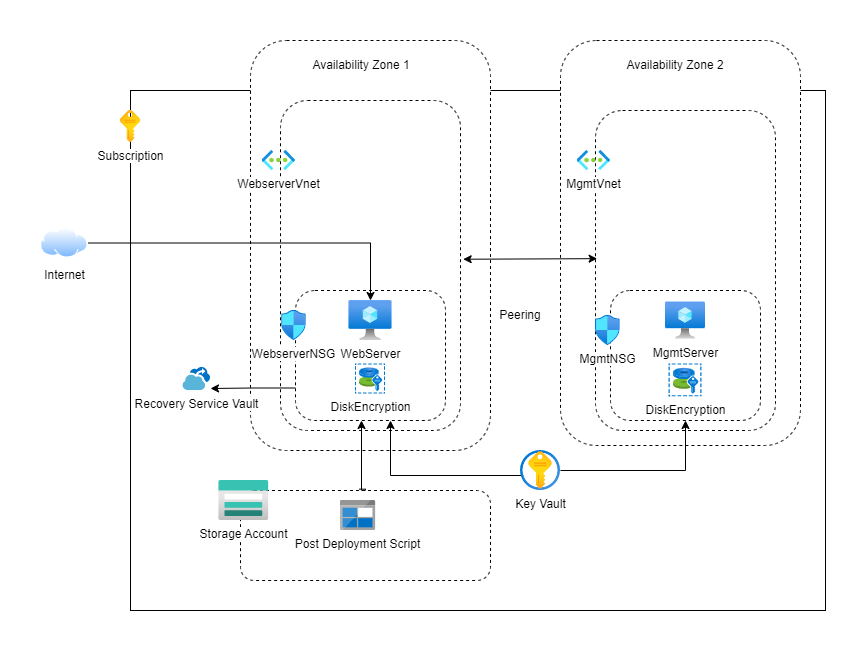 Availability Zone 1
Availability Zone 2
Subscription
WebserverVnet
MgmtVnet
Internet
Peering
WebserverNSG
WebServer
MgmtNSG
MgmtServer
Recovery Service Vault
DiskEncryption
DiskEncryption
Key Vault
Storage Account
Post Deployment Script